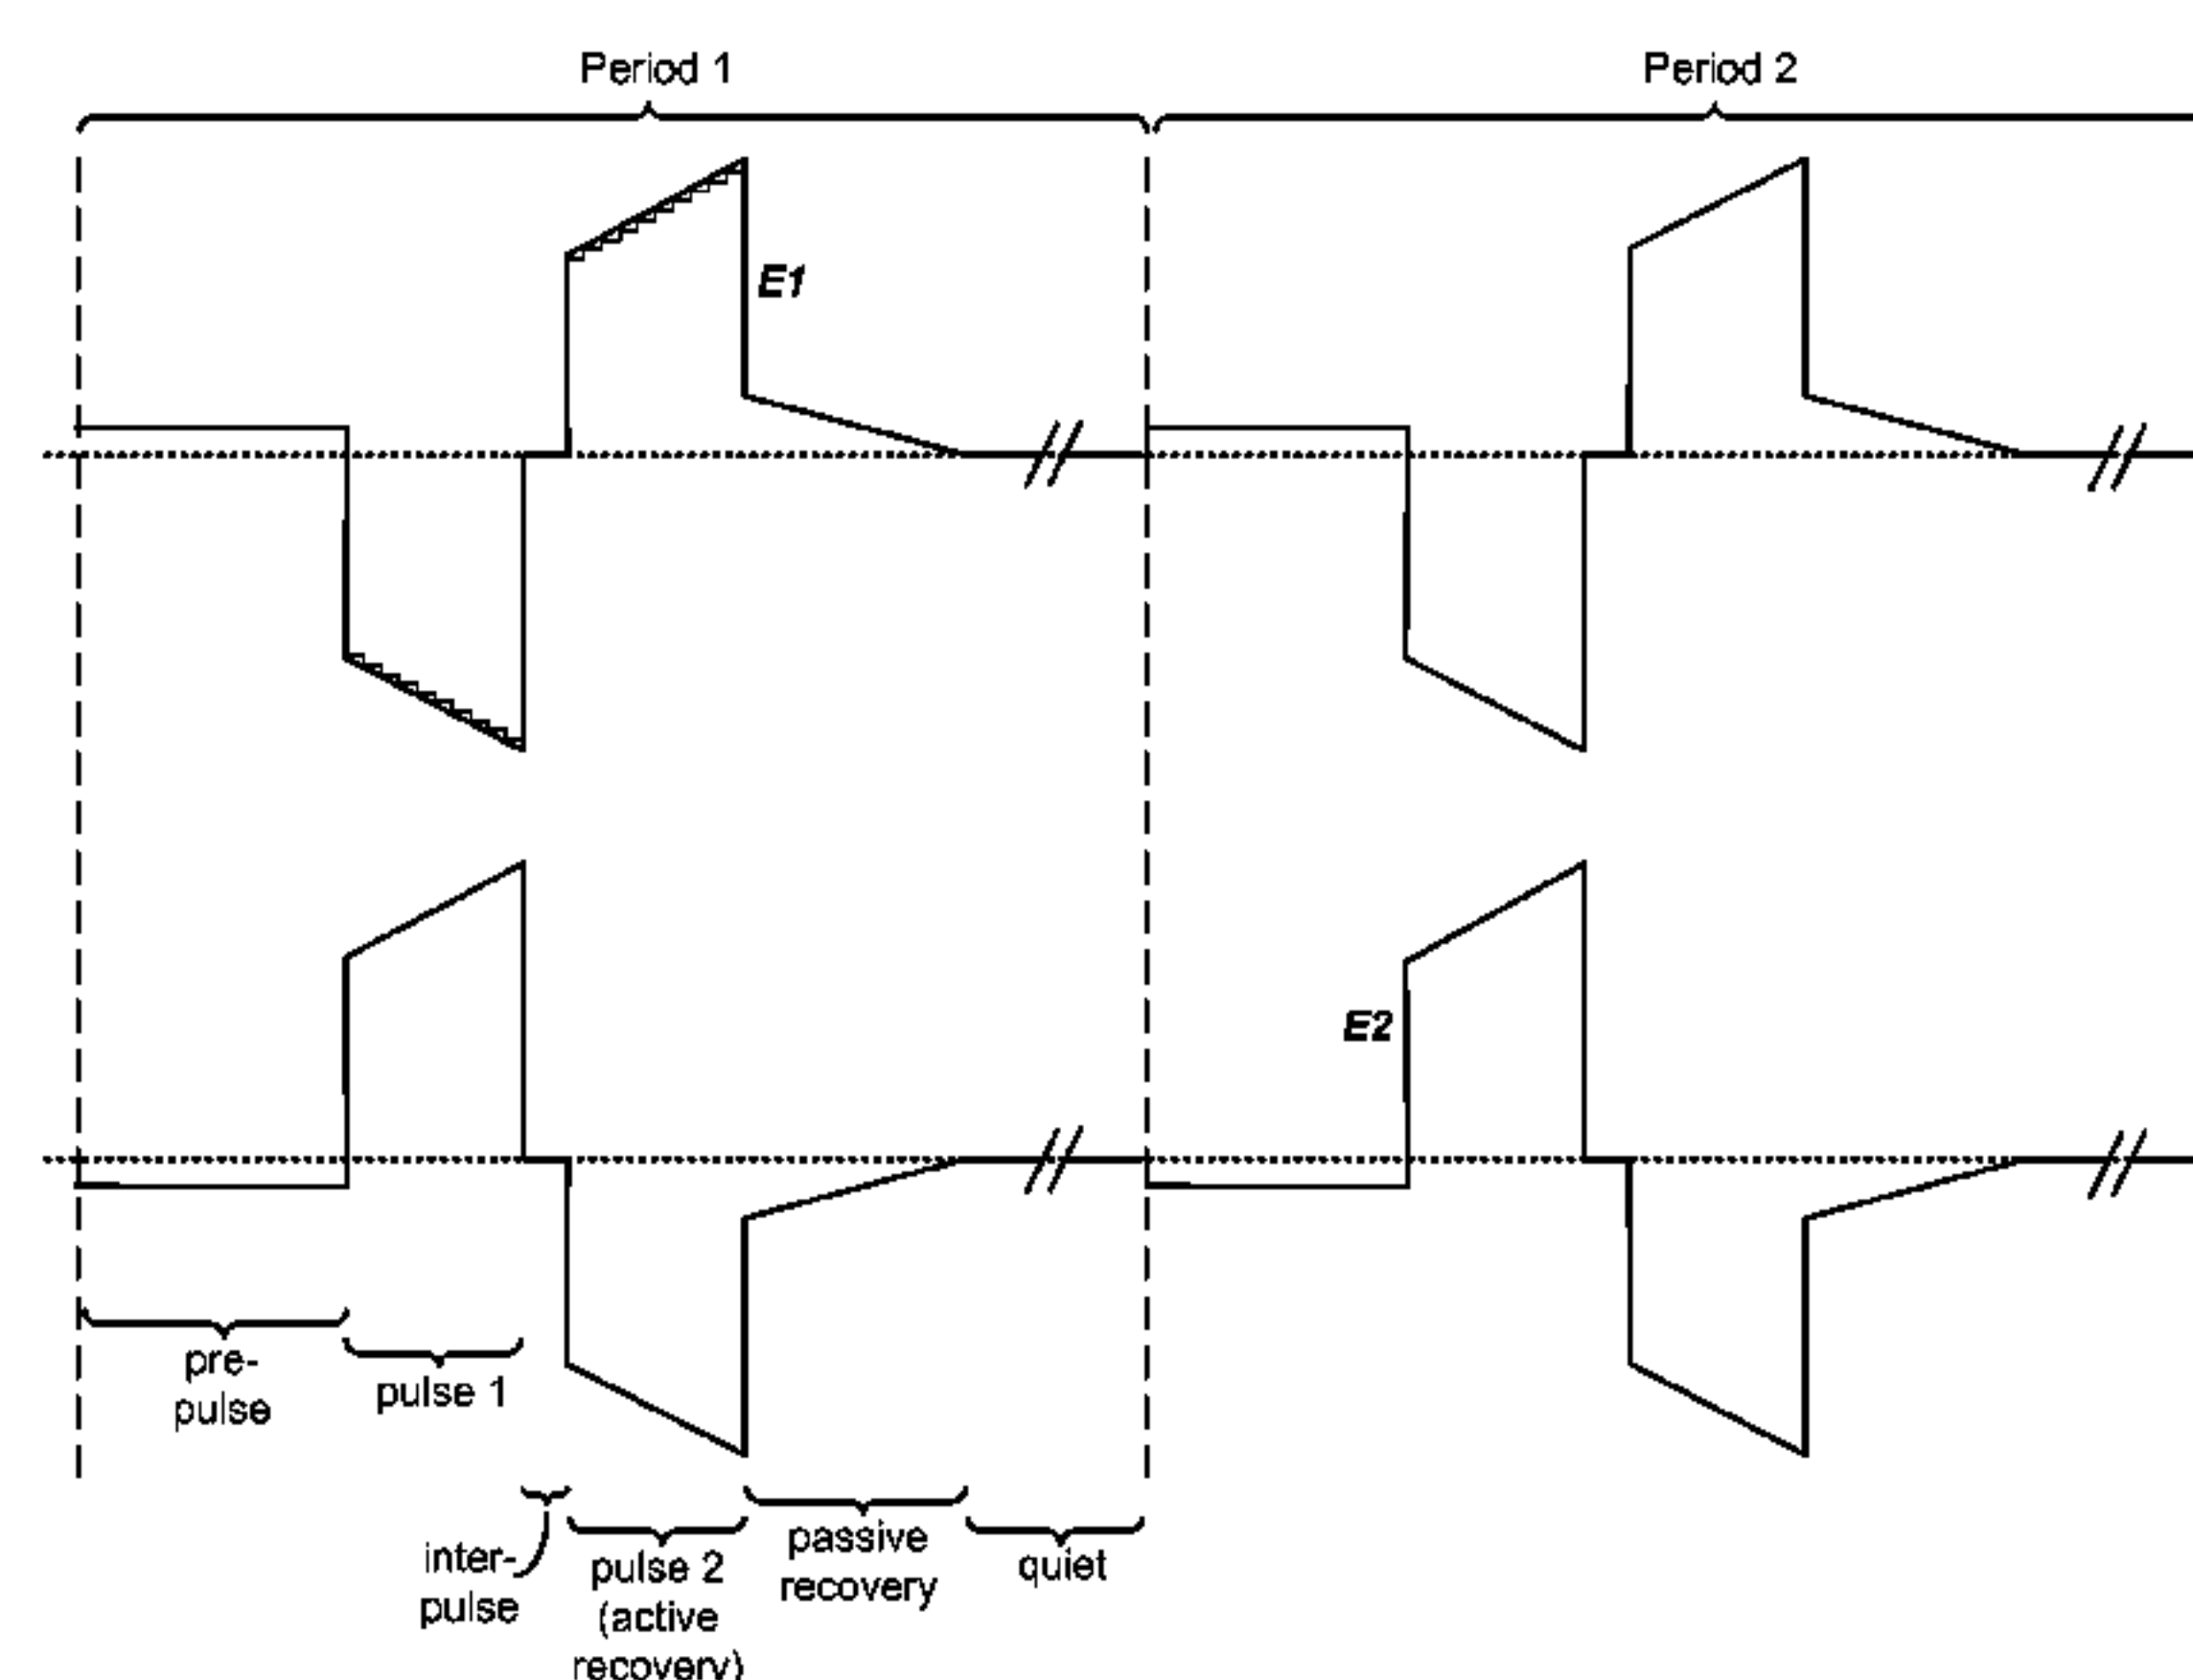 Period 1
Period 2
E1
E2
pre-
pulse
pulse 1
inter-
pulse
pulse 2
(active
recovery)
passive
recovery
quiet